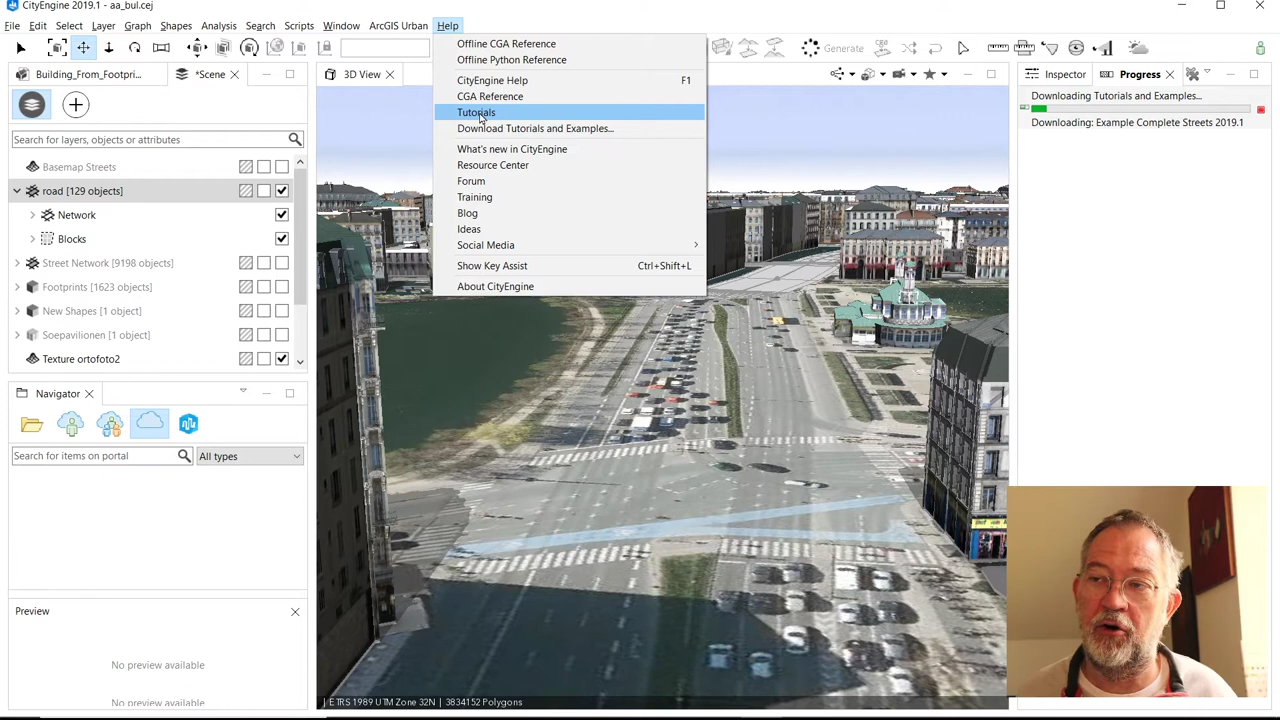 CityEngine 2019.1 - aa_bul.cej
File Edit Select Layer Graph Shapes Analysis Search Scripts Window ArcGIS Urban Help
Generate
Building_From_Footpri...
*Scene
3D View
Inspector
Progress
Search for layers, objects or attributes
Basemap Streets
road [129 objects]
Network
Blocks
Street Network [9198 objects]
Footprints [1623 objects]
New Shapes [1 objects]
Soepavilionen [1 object]
Texture ortofoto2
Navigator
Search for items on portal
All types
Preview
No preview available
No preview available
Offline CGA Reference
Offline Python Reference
CityEngine Help F1
CGA Reference
Tutorials
Download Tutorials and Examples...
What's new in CityEngine
Resource Center
Forum
Training
Blog
Ideas
Social Media
Show Key Assist Ctrl+Shift+L
About CityEngine
Downloading Tutorials and Examples...
Downloading: Example Complete Streets 2019.1
| ETRS 1989 UTM Zone 32N | 3834152 Polygons